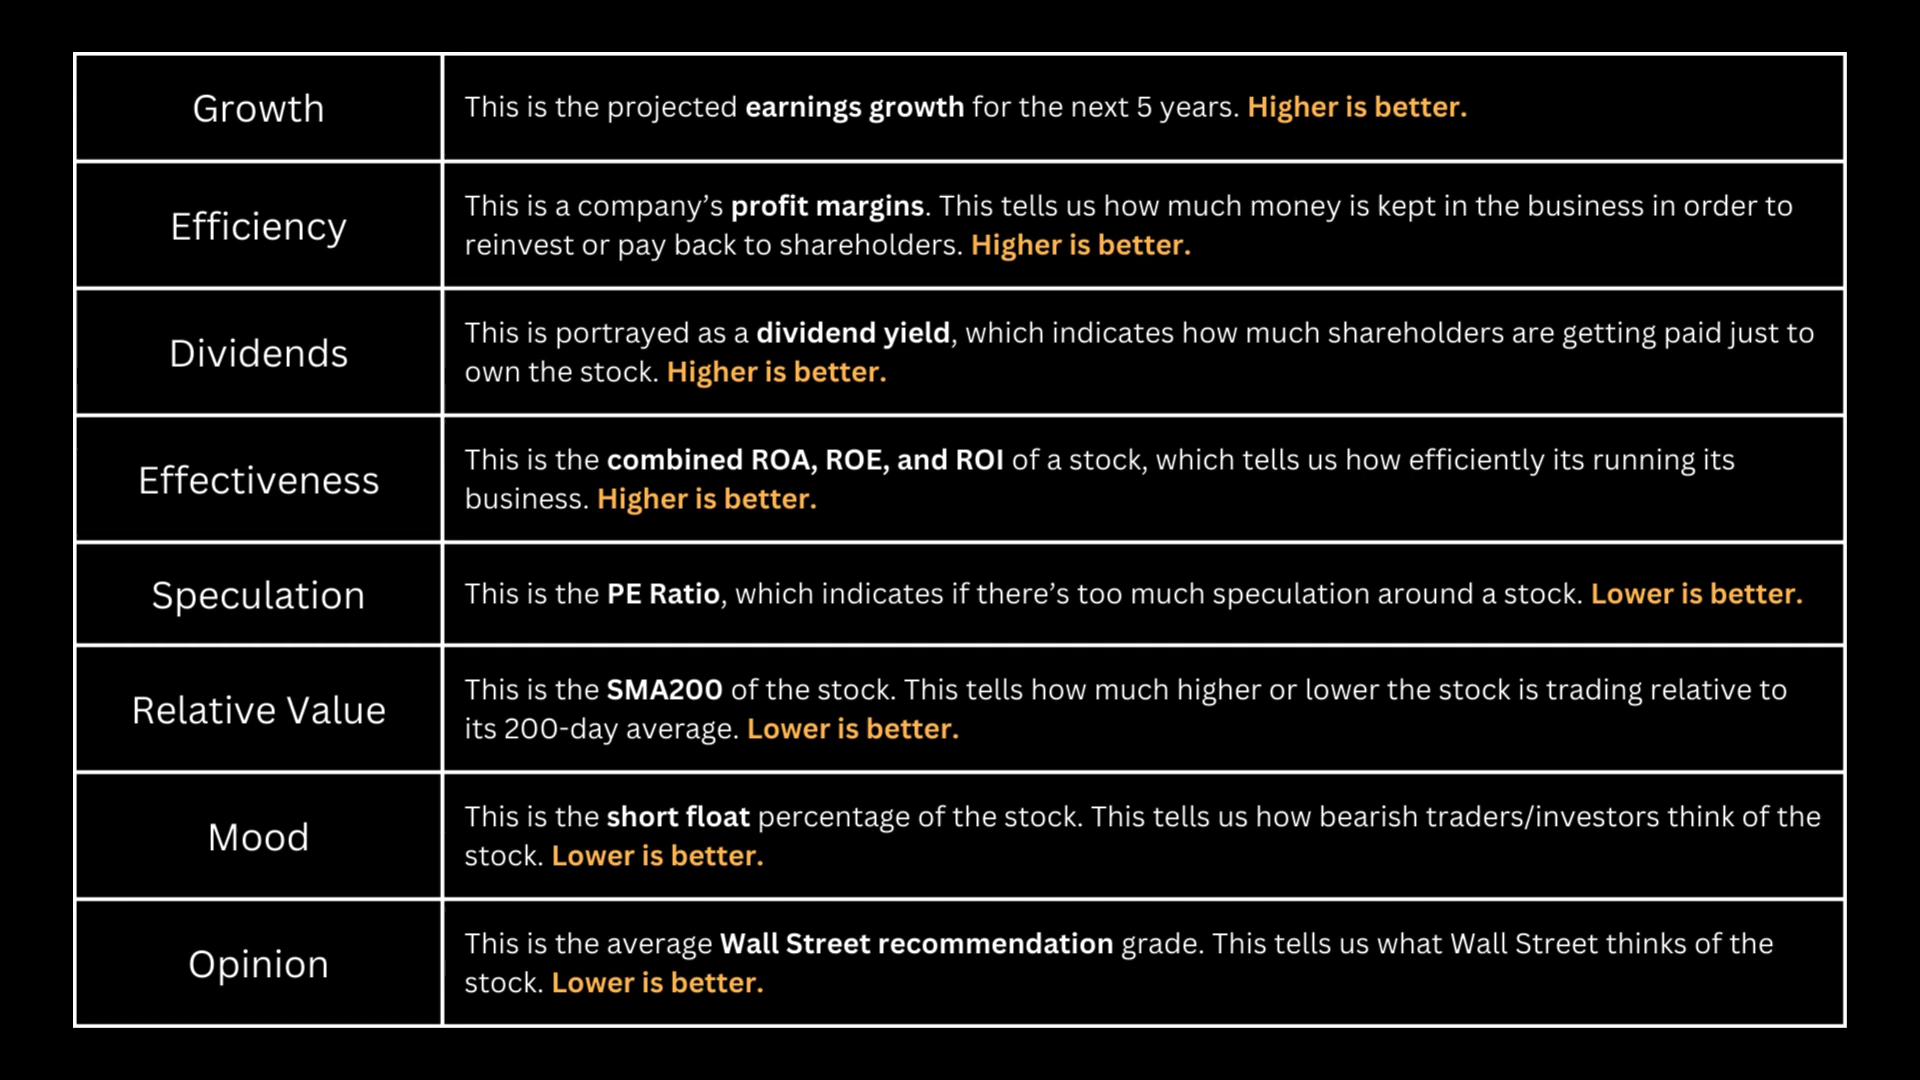 Growth
This is the projected earnings growth for the next 5 years. Higher is better.
Efficiency
This is a company’s profit margins. This tells us how much money is kept in the business in order to
reinvest or pay back to shareholders. Higher is better.
Dividends
This is portrayed as a dividend yield, which indicates how much shareholders are getting paid just to
own the stock. Higher is better.
Effectiveness
This is the combined ROA, ROE, and ROI of a stock, which tells us how efficiently its running its
business. Higher is better.
Speculation
This is the PE Ratio, which indicates if there’s too much speculation around a stock. Lower is better.
Relative Value
This is the SMA200 of the stock. This tells how much higher or lower the stock is trading relative to
its 200-day average. Lower is better.
Mood
This is the short float percentage of the stock. This tells us how bearish traders/investors think of the
stock. Lower is better.
Opinion
This is the average Wall Street recommendation grade. This tells us what Wall Street thinks of the
stock. Lower is better.